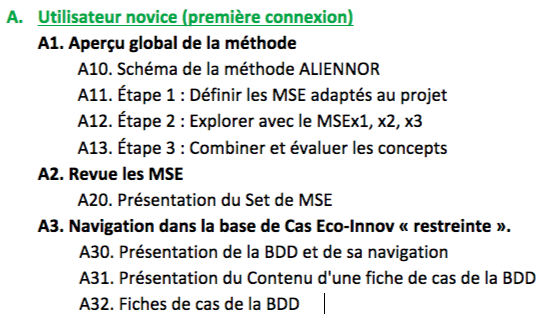 A. Utilisateur novice (première connexion)
A1. Aperçu global de la méthode
A10. Schéma de la méthode ALIENNOR
A11. Étape 1 : Définir les MSE adaptés au projet
A12. Étape 2 : Explorer avec le MSEx1, x2, x3
A13. Étape 3 : Combiner et évaluer les concepts
A2. Revue les MSE
A20. Présentation du Set de MSE
A3. Navigation dans la base de Cas Eco-Innov « restreinte ».
A30. Présentation de la BDD et de sa navigation
A31. Présentation du Contenu d'une fiche de cas de la BDD
A32. Fiches de cas de la BDD